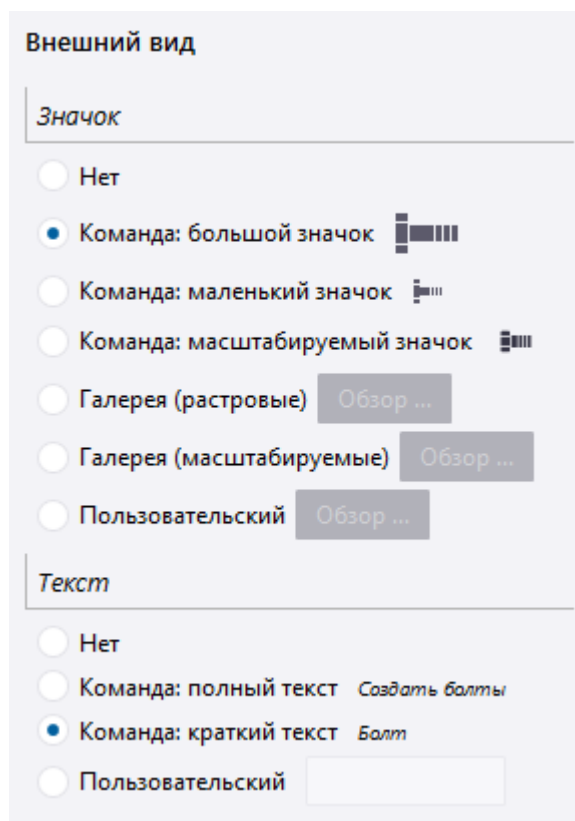 Внешний вид
Значок
Нет
Команда: большой значок
Команда: маленький значок
Команда: масштабируемый значок
Галерея (растровые) Обзор ...
Галерея (масштабируемые) Обзор ...
Пользовательский Обзор ...
Текст
Нет
Команда: полный текст Создать болты
Команда: краткий текст Болт
Пользовательский